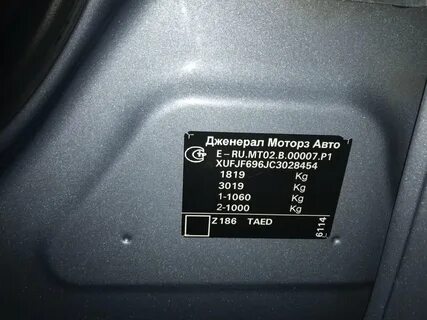 Дженерал Моторз Авто
E-RU.MT02.B.00007.P1
XUFJF696JC3028454
1819 Kg
3019 Kg
1-1060 Kg
2-1000 Kg
Z186 TAED
6114